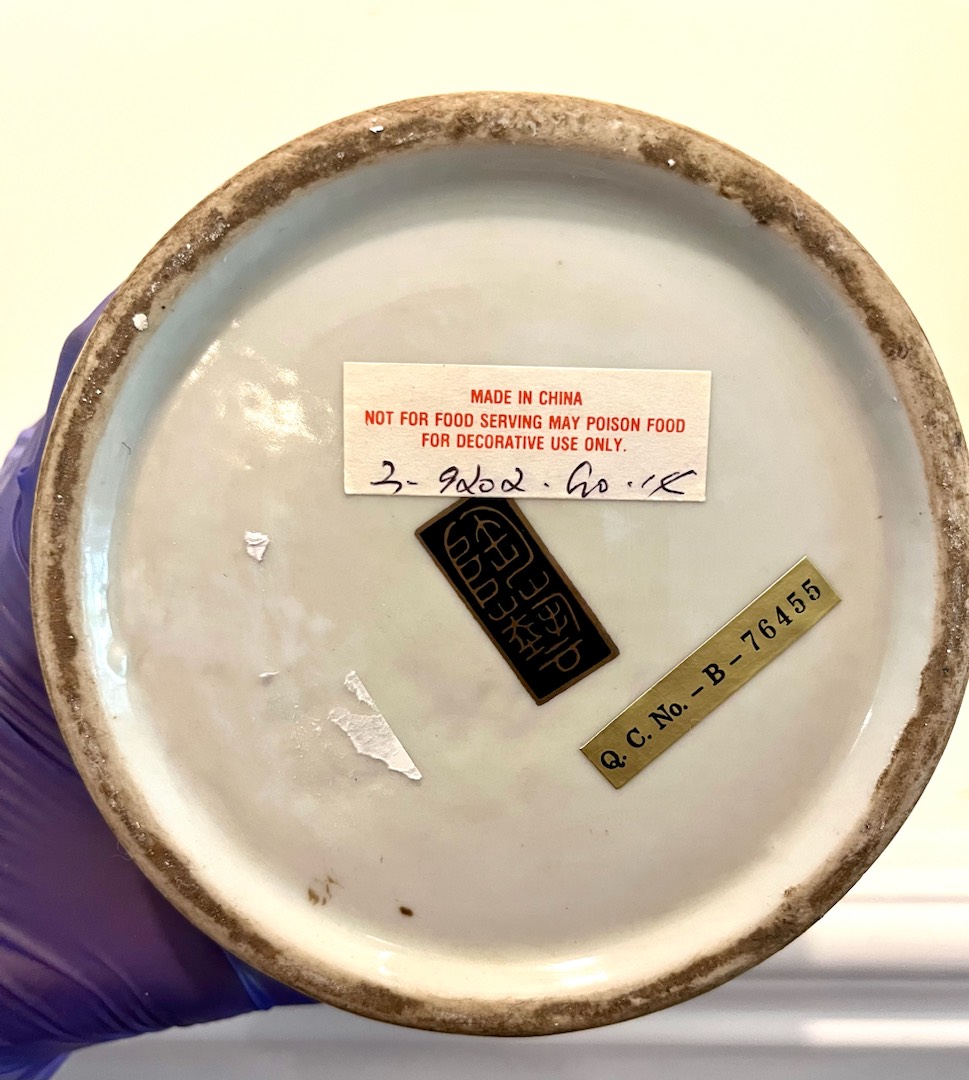 MADE IN CHINA
NOT FOR FOOD SERVING MAY POISON FOOD
FOR DECORATIVE USE ONLY.
Q. C. No. – B – 76455